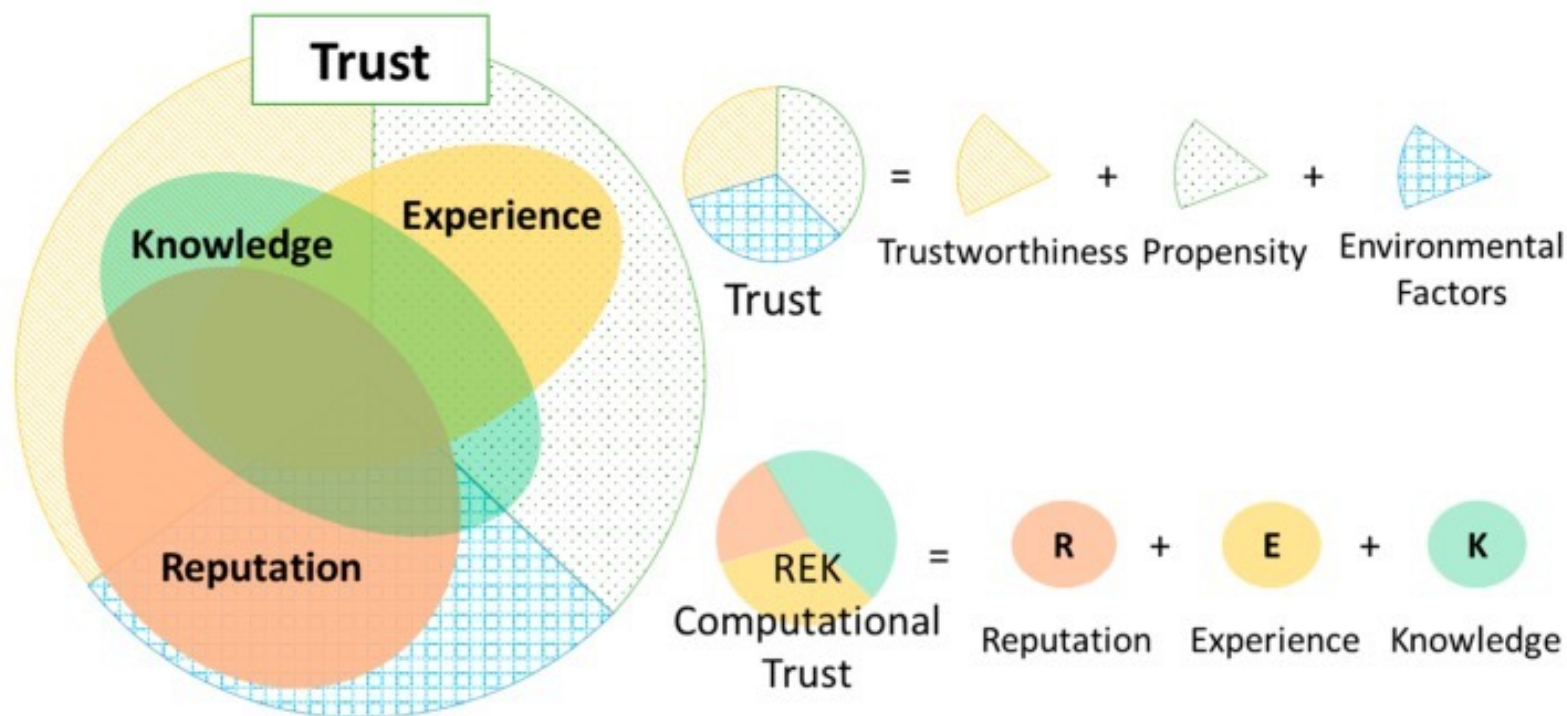 Trust
Knowledge
Experience
Reputation
Trust
=
Trustworthiness
+
Propensity
+
Environmental
Factors
REK
Computational
Trust
=
R
+
E
+
K
Reputation
Experience
Knowledge